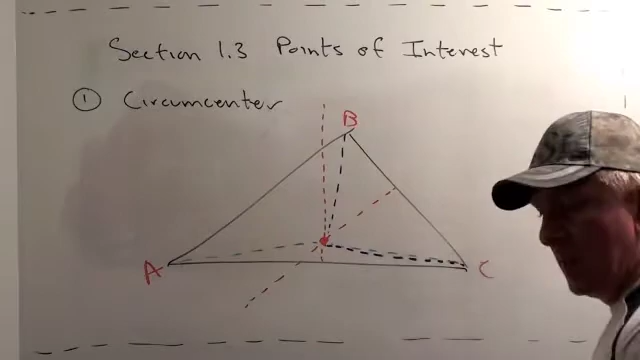 Section 1.3 Points of Interest
① Circumcenter
B
A
C